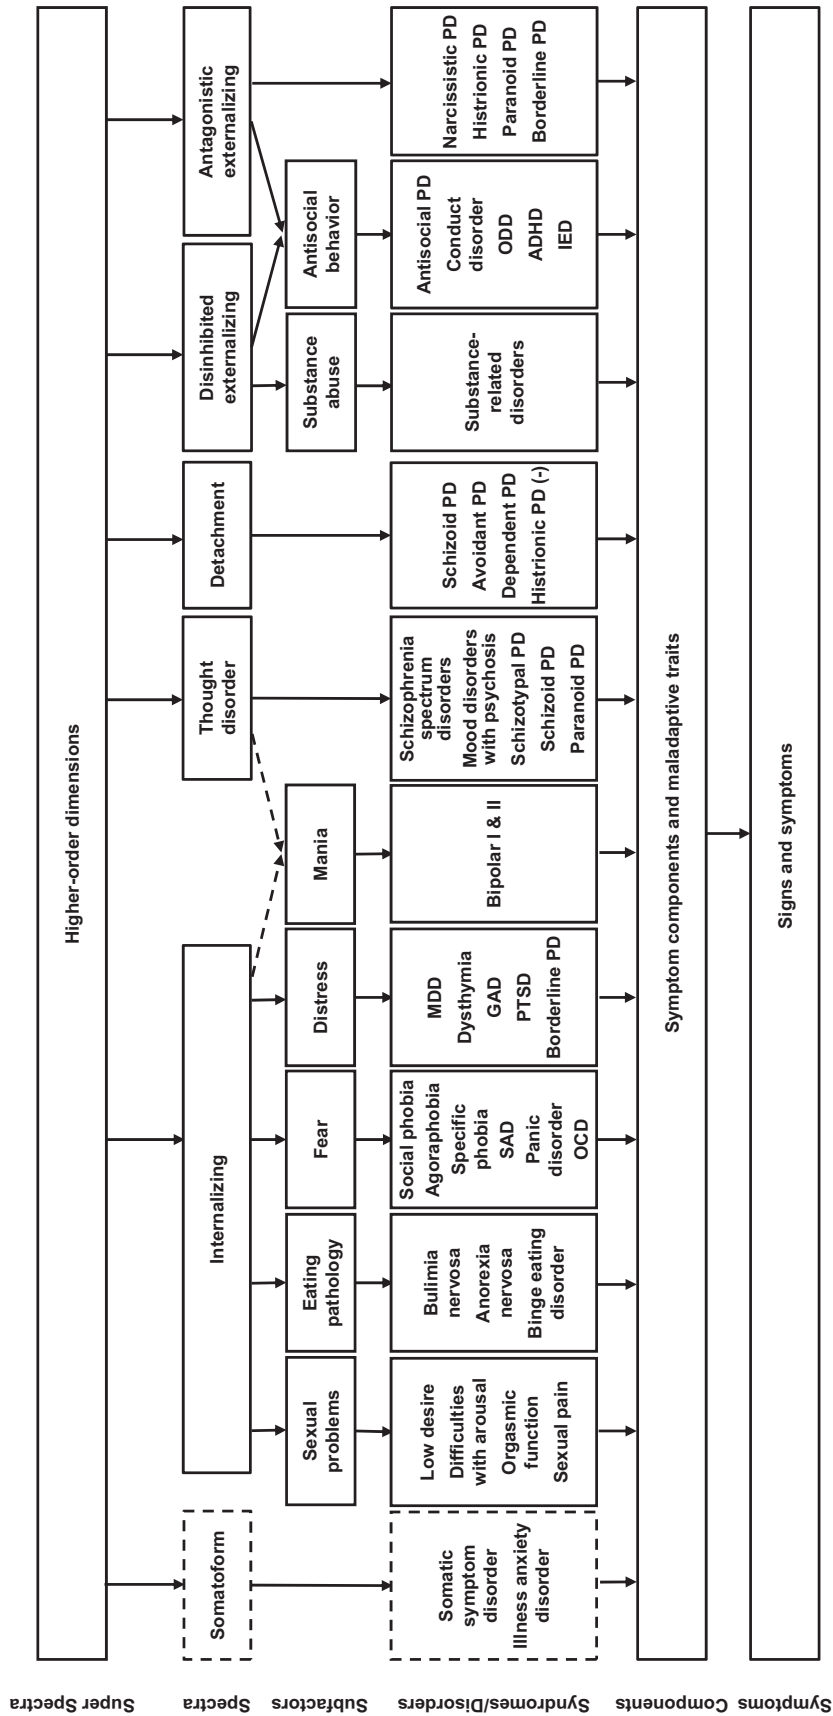 Super Spectra
Higher-order dimensions
Spectra
Somatoform
Internalizing
Thought
disorder
Detachment
Disinhibited
externalizing
Antagonistic
externalizing
Subfactors
Sexual
problems
Eating
pathology
Fear
Distress
Mania
Substance
abuse
Antisocial
behavior
Syndromes/Disorders
Somatic
symptom
disorder
Illness anxiety
disorder
Low desire
Difficulties
with arousal
Orgasmic
function
Sexual pain
Bulimia
nervosa
Anorexia
nervosa
Binge eating
disorder
Social phobia
Agoraphobia
Specific
phobia
SAD
Panic
disorder
OCD
MDD
Dysthymia
GAD
PTSD
Borderline PD
Bipolar I & II
Schizophrenia
spectrum
disorders
Mood disorders
with psychosis
Schizotypal PD
Schizoid PD
Paranoid PD
Schizoid PD
Avoidant PD
Dependent PD
Histrionic PD (-)
Substance-
related
disorders
Antisocial PD
Conduct
disorder
ODD
ADHD
IED
Narcissistic PD
Histrionic PD
Paranoid PD
Borderline PD
Components
Symptom components and maladaptive traits
Symptoms
Signs and symptoms